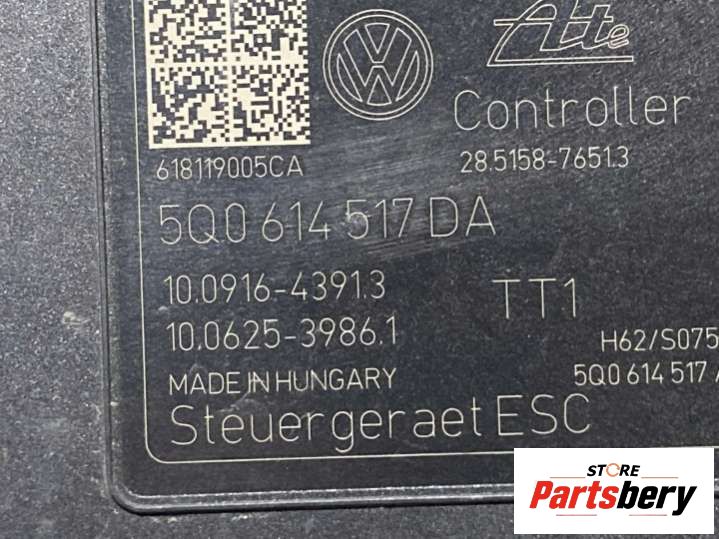 VW
Ate
Controller
618119005CA
28.5158-7651.3
5Q0 614 517 DA
10.0916-4391.3
TT1
10.0625-3986.1
H62/S075
5Q0 614 517
MADE IN HUNGARY
Steuergeraet ESC
STORE
Partsbery